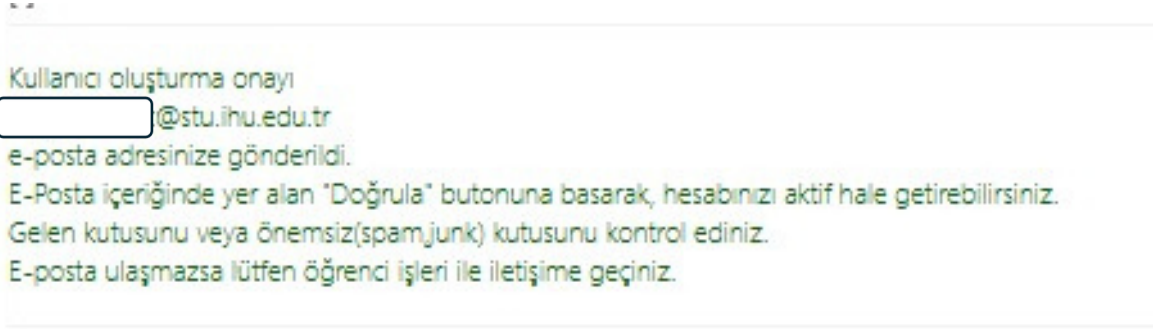 Kullanıcı oluşturma onayı
@stu.ihu.edu.tr
e-posta adresinize gönderildi.
E-Posta içeriğinde yer alan "Doğrula" butonuna basarak, hesabınızı aktif hale getirebilirsiniz.
Gelen kutusunu veya önemsiz(spam,junk) kutusunu kontrol ediniz.
E-posta ulaşmazsa lütfen öğrenci işleri ile iletişime geçiniz.